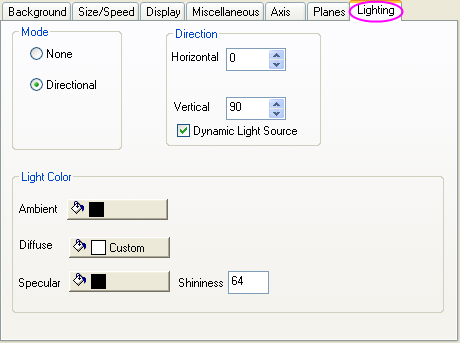 Background Size/Speed Display Miscellaneous Axis Planes Lighting
Mode
None
Directional
Direction
Horizontal 0
Vertical 90
Dynamic Light Source
Light Color
Ambient
Diffuse Custom
Specular Shininess 64